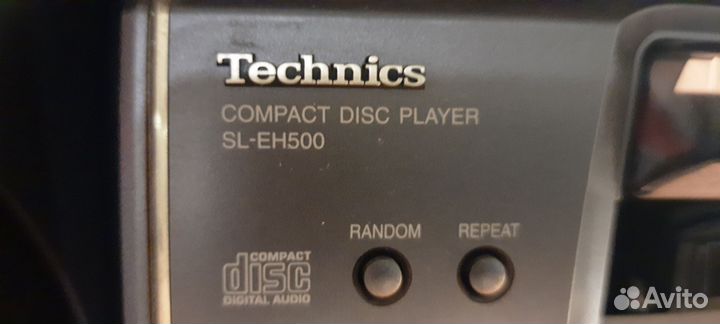 Technics
COMPACT DISC PLAYER
SL-EH500
RANDOM REPEAT
COMPACT
disc
DIGITAL AUDIO
Avito